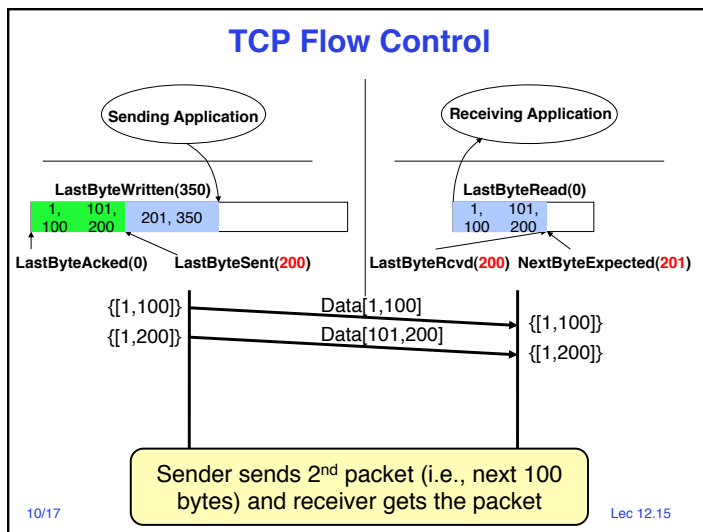 TCP Flow Control
Sending Application
Receiving Application
LastByteWritten(350)
LastByteRead(0)
1, 100
101, 200
201, 350
1, 100
101, 200
LastByteAcked(0)
LastByteSent(200)
LastByteRcvd(200)
NextByteExpected(201)
{[1,100]}
Data[1,100]
{[1,100]}
{[1,200]}
Data[101,200]
{[1,200]}
Sender sends 2nd packet (i.e., next 100
bytes) and receiver gets the packet
10/17
Lec 12.15